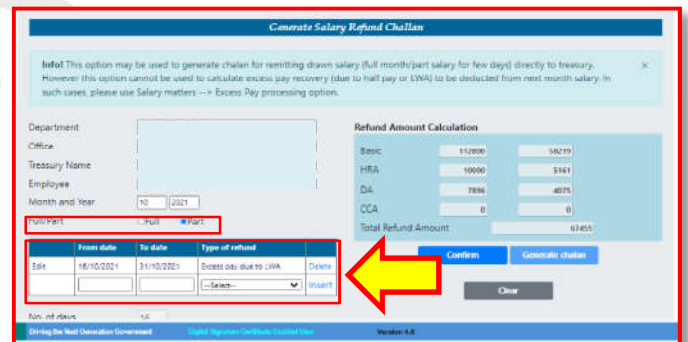 Generate Salary Refund Challan
Info! This option may be used to generate chalan for remitting drawn salary (full month/part salary for few days) directly to treasury.
However this option cannot be used to calculate excess pay recovery (due to half pay or LWA) to be deducted from next month salary. In
such cases, please use Salary matters ---> Excess Pay processing option.
×
Department
Office
Treasury Name
Employee
Month and Year 10 2021
Full/Part Full Part
From date To date Type of refund
Edit 16/10/2021 31/10/2021 Excess pay due to LWA Delete
--Select-- Insert
No. of days 16
Refund Amount Calculation
Basic 112800 58219
HRA 10000 5161
DA 7896 4075
CCA 0 0
Total Refund Amount 67455
Confirm Generate chalan
Clear
Driving the Next Generation Government Digital Signature Certificate Enabled User Version 4.0